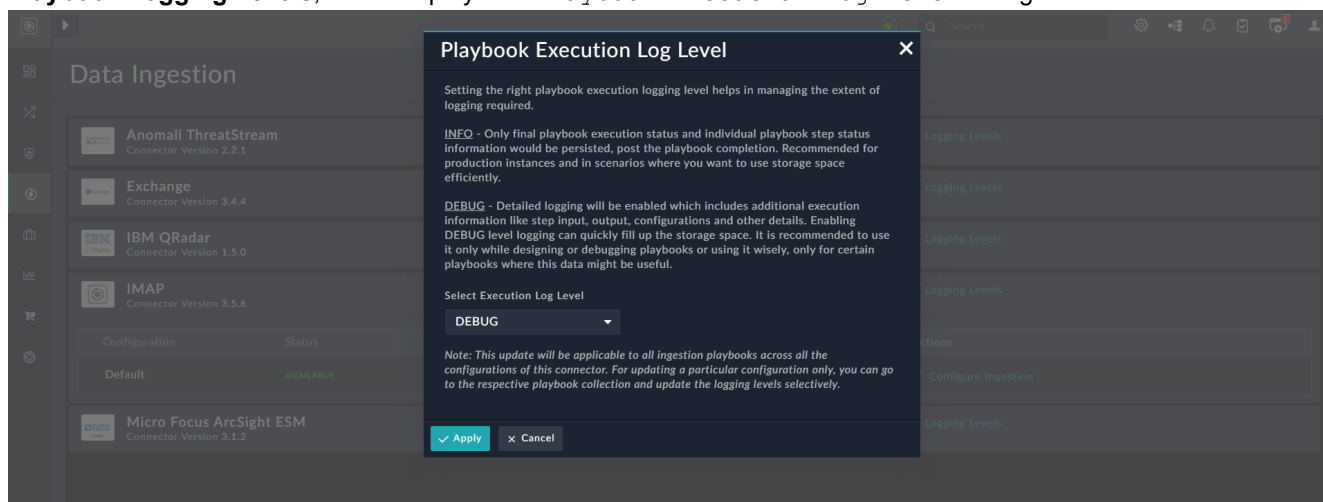 Search
Playbook Execution Log Level
Data Ingestion
Setting the right playbook execution logging level helps in managing the extent of
logging required.
Anomali ThreatStream
Connector Version 2.2.1
Logging Levels
INFO - Only final playbook execution status and individual playbook step status
information would be persisted, post the playbook completion. Recommended for
production instances and in scenarios where you want to use storage space
efficiently.
Exchange
Connector Version 3.4.4
Logging Levels
DEBUG - Detailed logging will be enabled which includes additional execution
information like step input, output, configurations and other details. Enabling
DEBUG level logging can quickly fill up the storage space. It is recommended to use
it only while designing or debugging playbooks or using it wisely, only for certain
playbooks where this data might be useful.
IBM QRadar
Connector Version 1.5.0
Logging Levels
IMAP
Connector Version 3.5.6
Logging Levels
Select Execution Log Level
DEBUG
Configuration Status
Default AVAILABLE
Configure Ingestion
Note: This update will be applicable to all ingestion playbooks across all the
configurations of this connector. For updating a particular configuration only, you can go
to the respective playbook collection and update the logging levels selectively.
Micro Focus ArcSight ESM
Connector Version 3.1.2
Logging Levels
Apply
Cancel